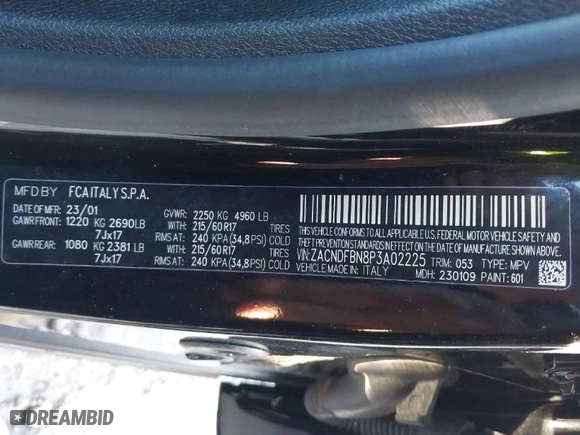 MFD BY FCA ITALY S.P.A.
DATE OF MFR: 23/01 GVWR: 2250 KG 4960 LB
GAWR FRONT: 1220 KG 2690LB WITH: 215/60R17 TIRES
7Jx17 RIMS AT: 240 KPA (34,8PSI) COLD
GAWR REAR: 1080 KG 2381 LB WITH: 215/60R17 TIRES
7Jx17 RIMS AT: 240 KPA (34,8PSI) COLD
THIS VEHICLE CONFORMS TO ALL APPLICABLE
U.S.A. FEDERAL MOTOR VEHICLE SAFETY AND
THEFT PREVENTION STANDARDS IN EFFECT ON
THE DATE OF MANUFACTURE SHOWN ABOVE.
VIN: ZACNDFBN8P3A02225 TRIM: 053 TYPE: MPV
VEHICLE MADE IN: ITALY MDH: 230109 PAINT: 601
DREAMBID